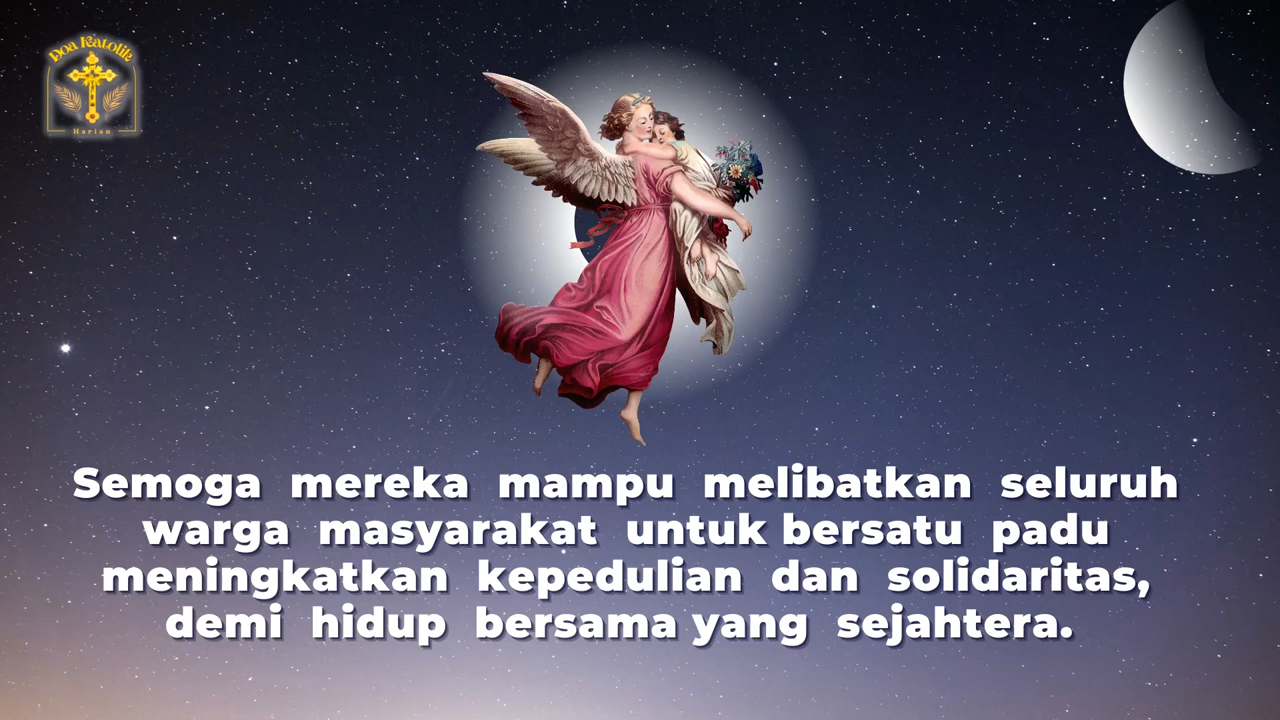 Doa Katolik
Harian
Semoga mereka mampu melibatkan seluruh
warga masyarakat untuk bersatu padu
meningkatkan kepedulian dan solidaritas,
demi hidup bersama yang sejahtera.